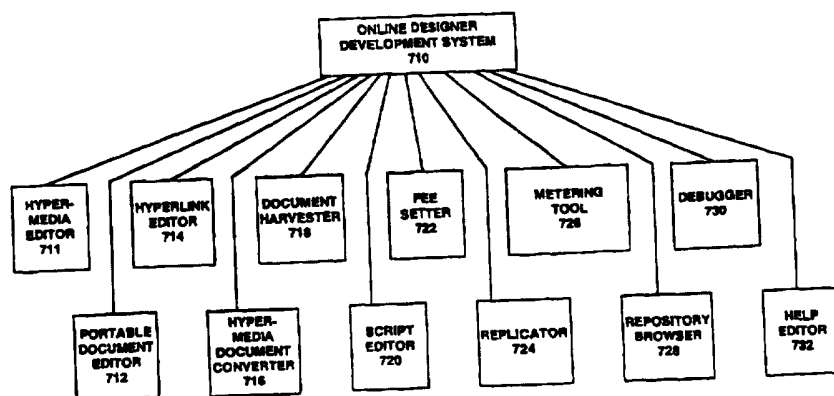 ONLINE DESIGNER
DEVELOPMENT SYSTEM
710
HYPER-
MEDIA
EDITOR
711
HYPERLINK
EDITOR
714
DOCUMENT
HARVESTER
718
FEE
SETTER
722
METERING
TOOL
726
DEBUGGER
730
PORTABLE
DOCUMENT
EDITOR
712
HYPER-
MEDIA
DOCUMENT
CONVERTER
716
SCRIPT
EDITOR
720
REPLICATOR
724
REPOSITORY
BROWSER
728
HELP
EDITOR
732